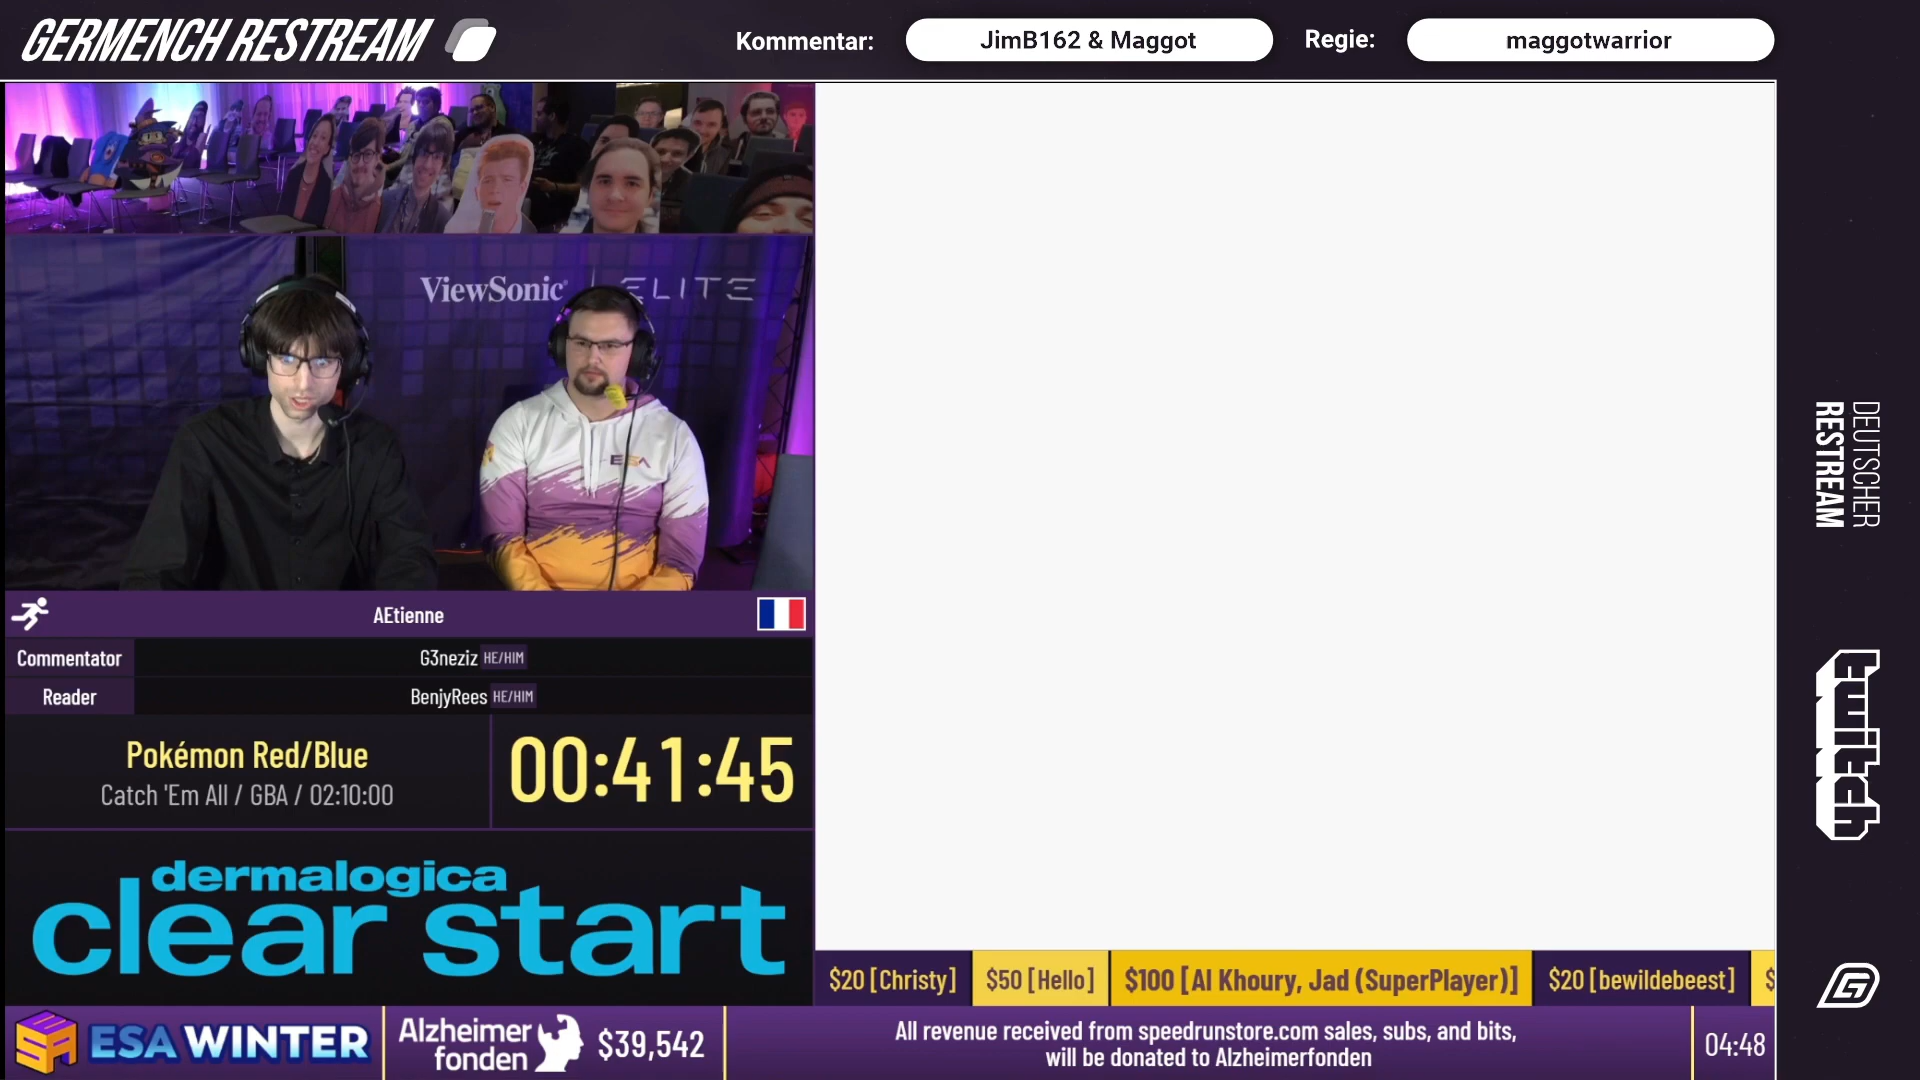 GERMENCH RESTREAM
Kommentar:
JimB162 & Maggot
Regie:
maggotwarrior
ViewSonic
ELITE
ESA
AEtienne
Commentator
G3neziz HE/HIM
Reader
BenjyRees HE/HIM
Pokémon Red/Blue
Catch 'Em All / GBA / 02:10:00
00:41:45
dermalogica
clear start
$20 [Christy]
$50 [Hello]
$100 [Al Khoury, Jad (SuperPlayer)]
$20 [bewildebeest]
$
ESA WINTER
Alzheimer
fonden
$39,542
All revenue received from speedrunstore.com sales, subs, and bits,
will be donated to Alzheimerfonden
04:48
DEUTSCHER
RESTREAM
twitch
G